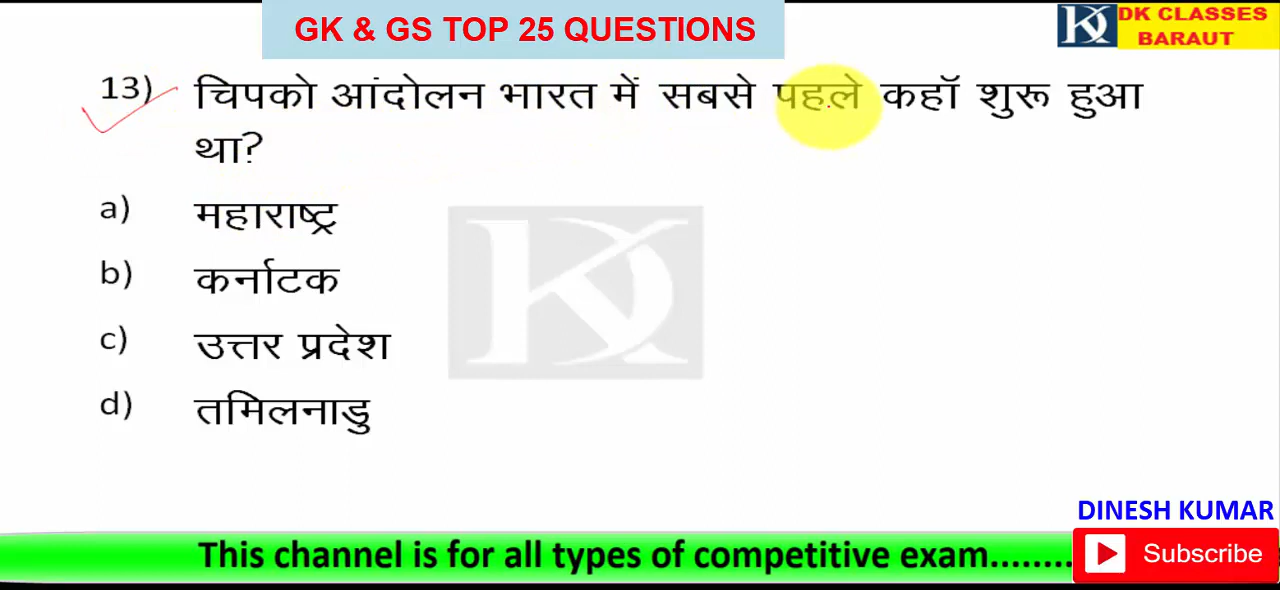 GK & GS TOP 25 QUESTIONS
DK CLASSES
BARAUT
13) चिपको आंदोलन भारत में सबसे पहले कहॉ शुरू हुआ
था?
a) महाराष्ट्र
b) कर्नाटक
c) उत्तर प्रदेश
d) तमिलनाडु
DINESH KUMAR
This channel is for all types of competitive exam........
Subscribe